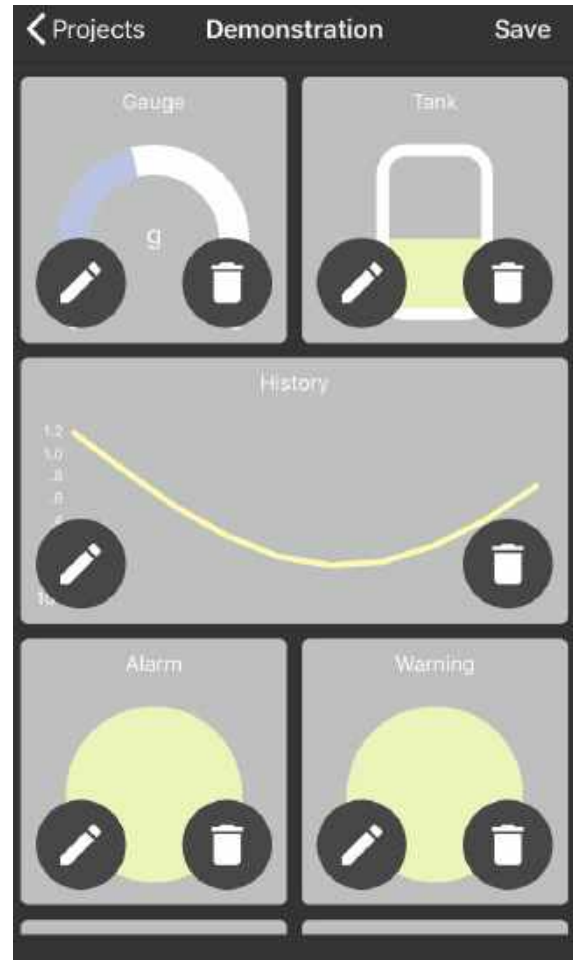 Projects
Demonstration
Save
Gauge
Tank
g
History
1.2
1.0
.8
.6
Alarm
Warning